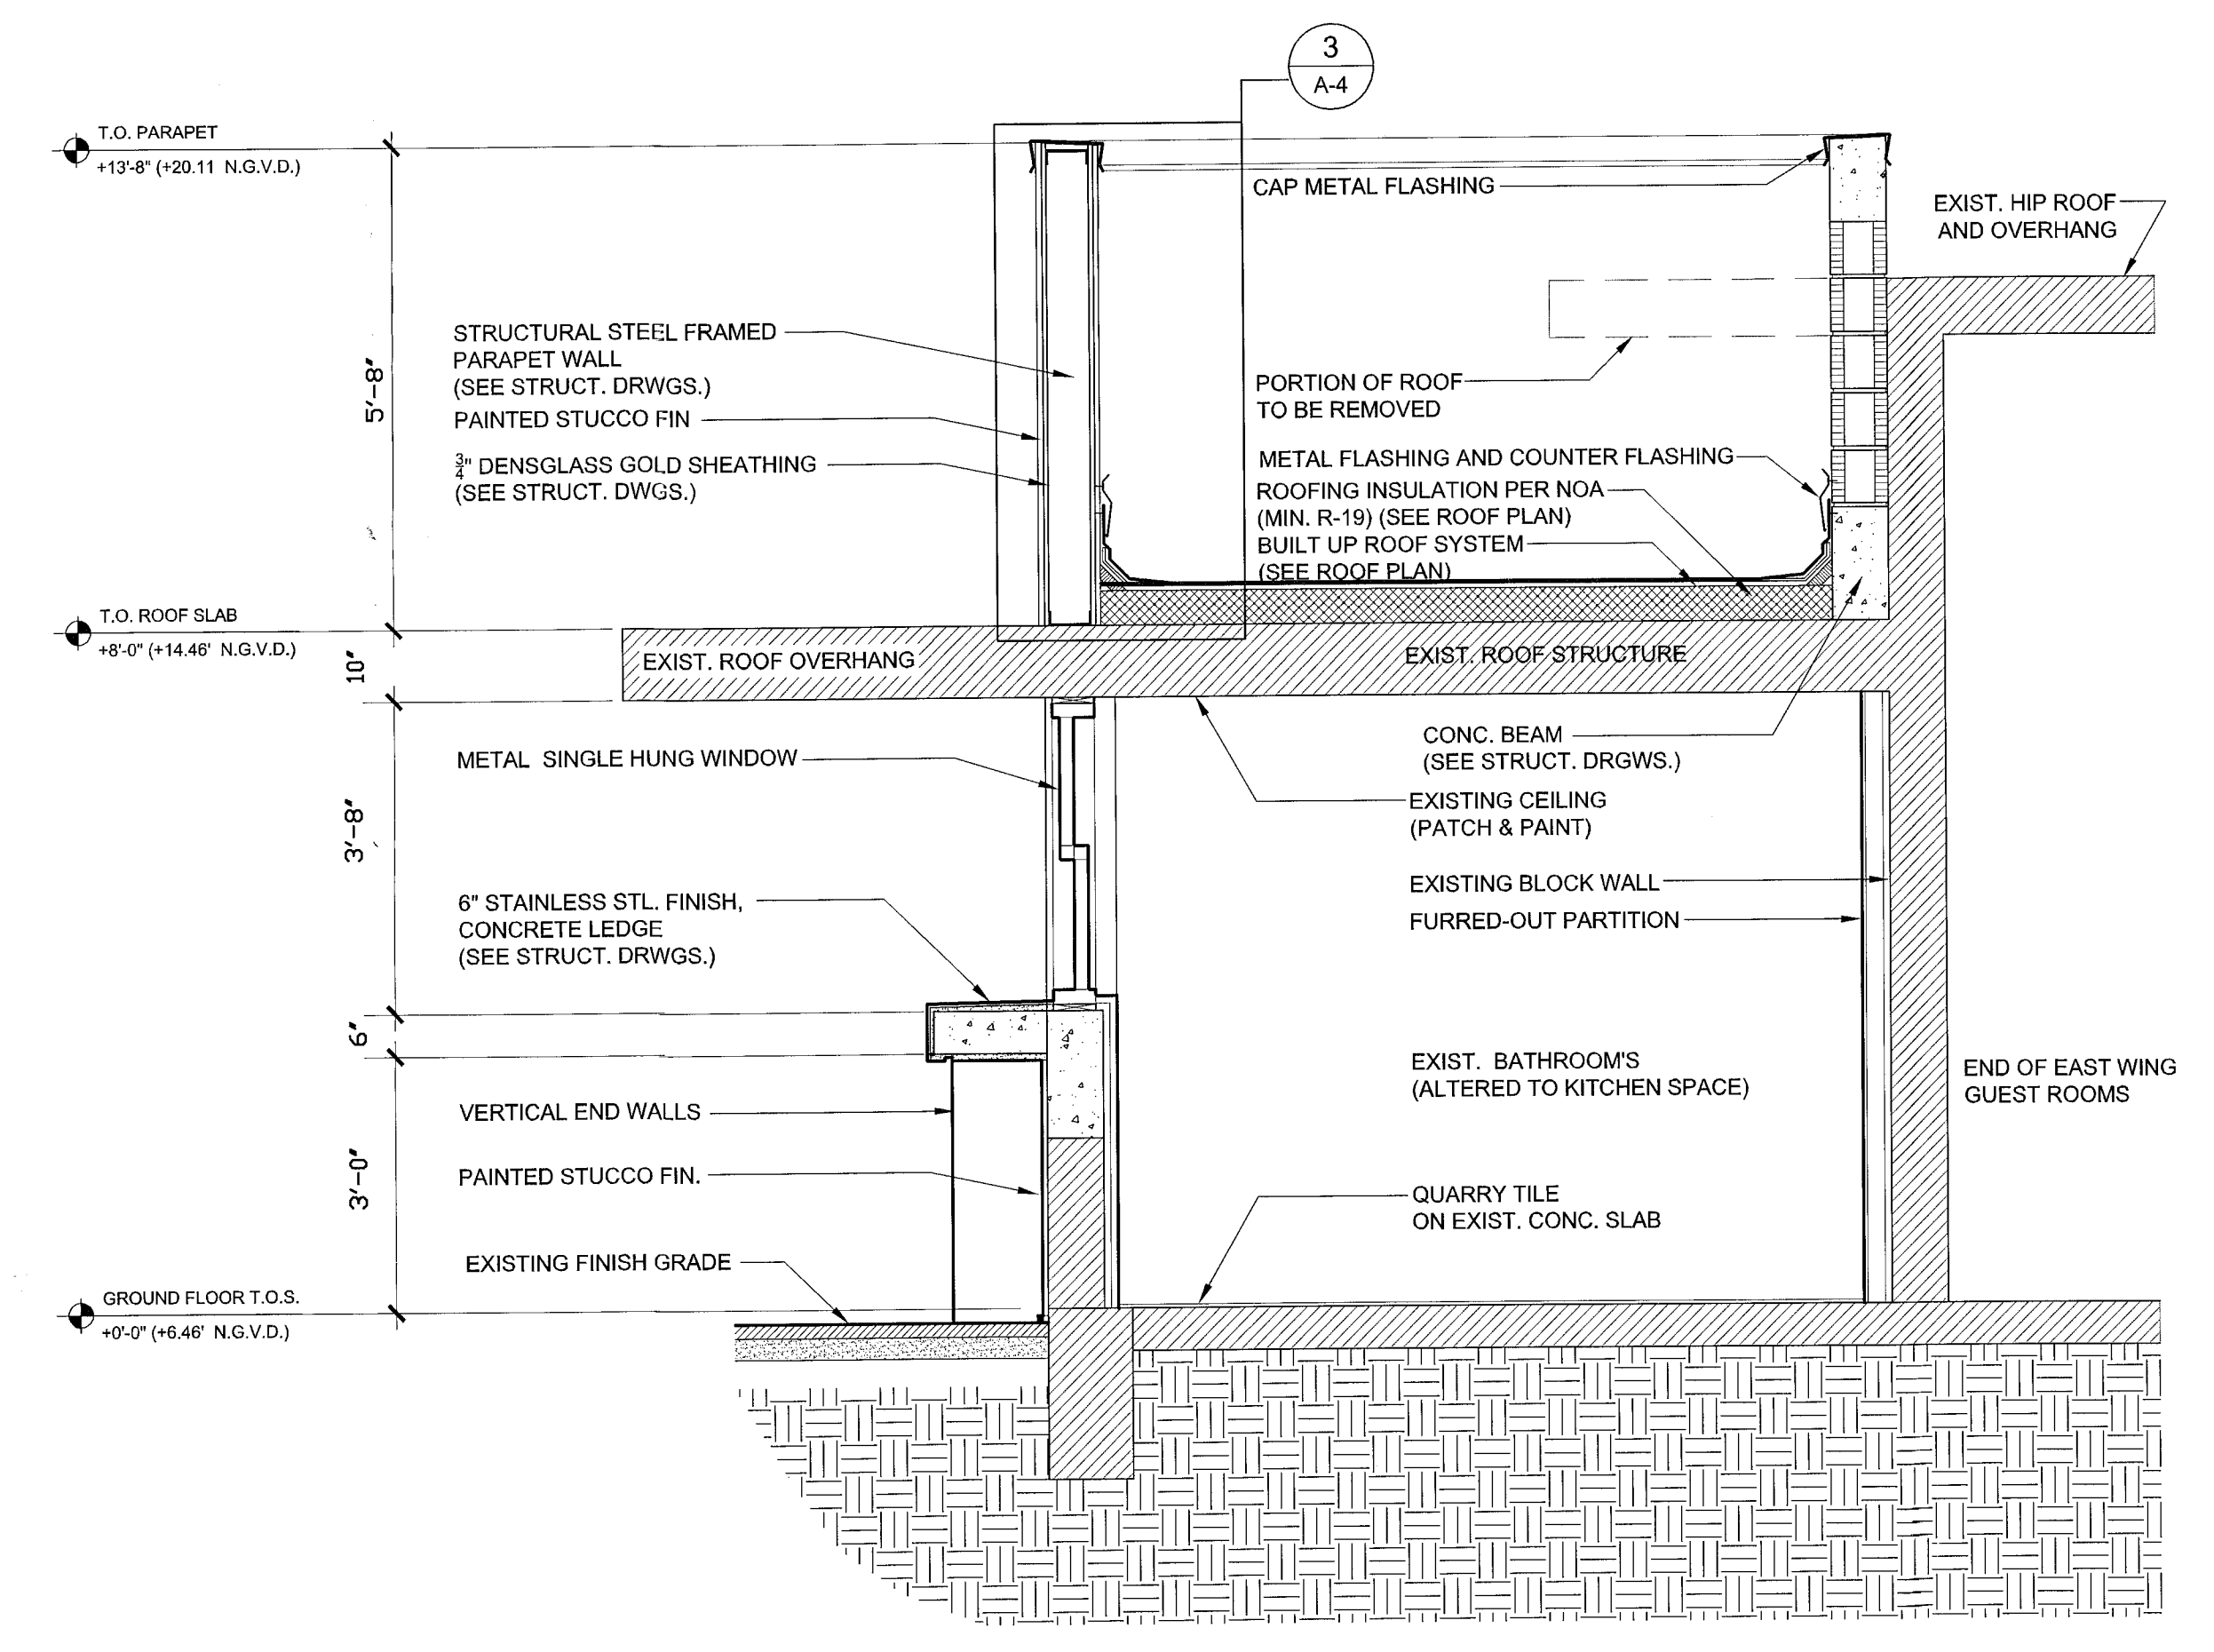 3
A-4
T.O. PARAPET
+13'-8" (+20.11 N.G.V.D.)
CAP METAL FLASHING
EXIST. HIP ROOF
AND OVERHANG
STRUCTURAL STEEL FRAMED
PARAPET WALL
(SEE STRUCT. DRWGS.)
PAINTED STUCCO FIN
3/4" DENSGLASS GOLD SHEATHING
(SEE STRUCT. DWGS.)
5'-8"
PORTION OF ROOF
TO BE REMOVED
METAL FLASHING AND COUNTER FLASHING
ROOFING INSULATION PER NOA
(MIN. R-19) (SEE ROOF PLAN)
BUILT UP ROOF SYSTEM
(SEE ROOF PLAN)
T.O. ROOF SLAB
+8'-0" (+14.46' N.G.V.D.)
10"
EXIST. ROOF OVERHANG
EXIST. ROOF STRUCTURE
METAL SINGLE HUNG WINDOW
CONC. BEAM
(SEE STRUCT. DRGWS.)
EXISTING CEILING
(PATCH & PAINT)
3'-8"
EXISTING BLOCK WALL
FURRED-OUT PARTITION
6" STAINLESS STL. FINISH,
CONCRETE LEDGE
(SEE STRUCT. DRWGS.)
6"
EXIST. BATHROOM'S
(ALTERED TO KITCHEN SPACE)
END OF EAST WING
GUEST ROOMS
VERTICAL END WALLS
PAINTED STUCCO FIN.
3'-0"
QUARRY TILE
ON EXIST. CONC. SLAB
EXISTING FINISH GRADE
GROUND FLOOR T.O.S.
+0'-0" (+6.46' N.G.V.D.)